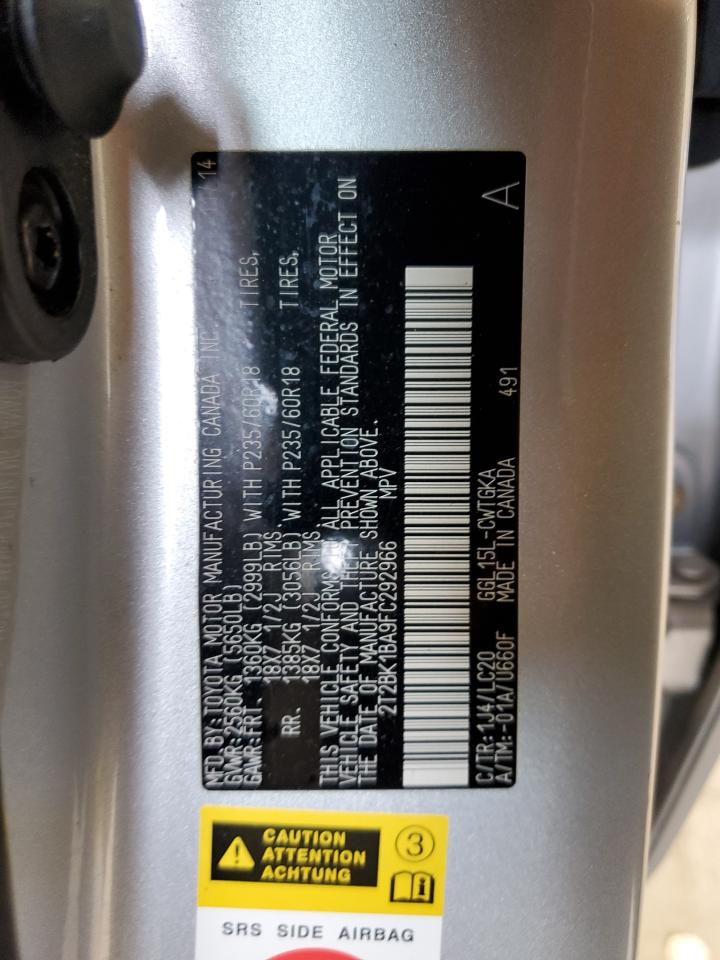 14
MFD BY:TOYOTA MOTOR MANUFACTURING CANADA INC.
GVWR:2560KG (5650LB)
GAWR:FRT. 1360KG (2999LB) WITH P235/60R18 TIRES,
18X7 1/2J RIMS
RR. 1385KG (3056LB) WITH P235/60R18 TIRES,
18X7 1/2J RIMS
THIS VEHICLE CONFORMS ALL APPLICABLE FEDERAL MOTOR
VEHICLE SAFETY AND THEFT PREVENTION STANDARDS IN EFFECT ON
THE DATE OF MANUFACTURE SHOWN ABOVE.
2T2BK1BA9FC292966 MPV
A
C/TR:1J4/LC20 GGL15L-CWTGKA
A/TM:-01A/U660F MADE IN CANADA 491
CAUTION
ATTENTION
ACHTUNG
3
SRS SIDE AIRBAG